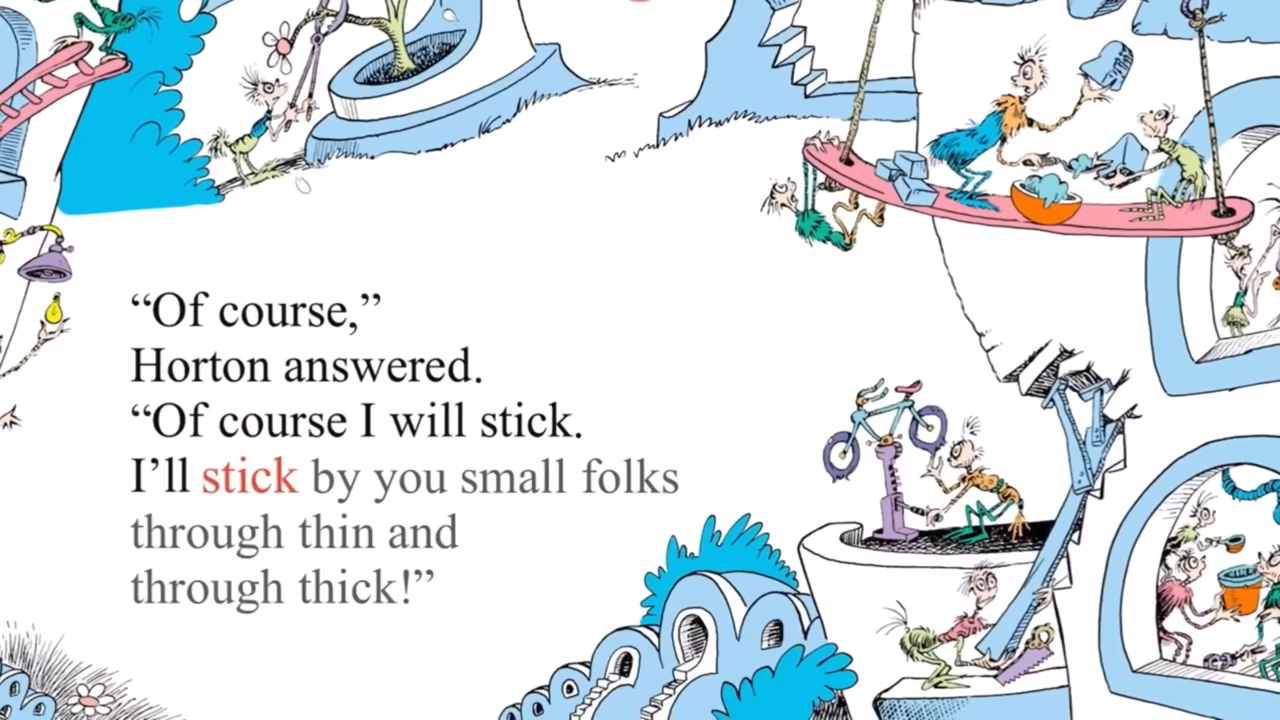 “Of course,”
Horton answered.
“Of course I will stick.
I’ll stick by you small folks
through thin and
through thick!”